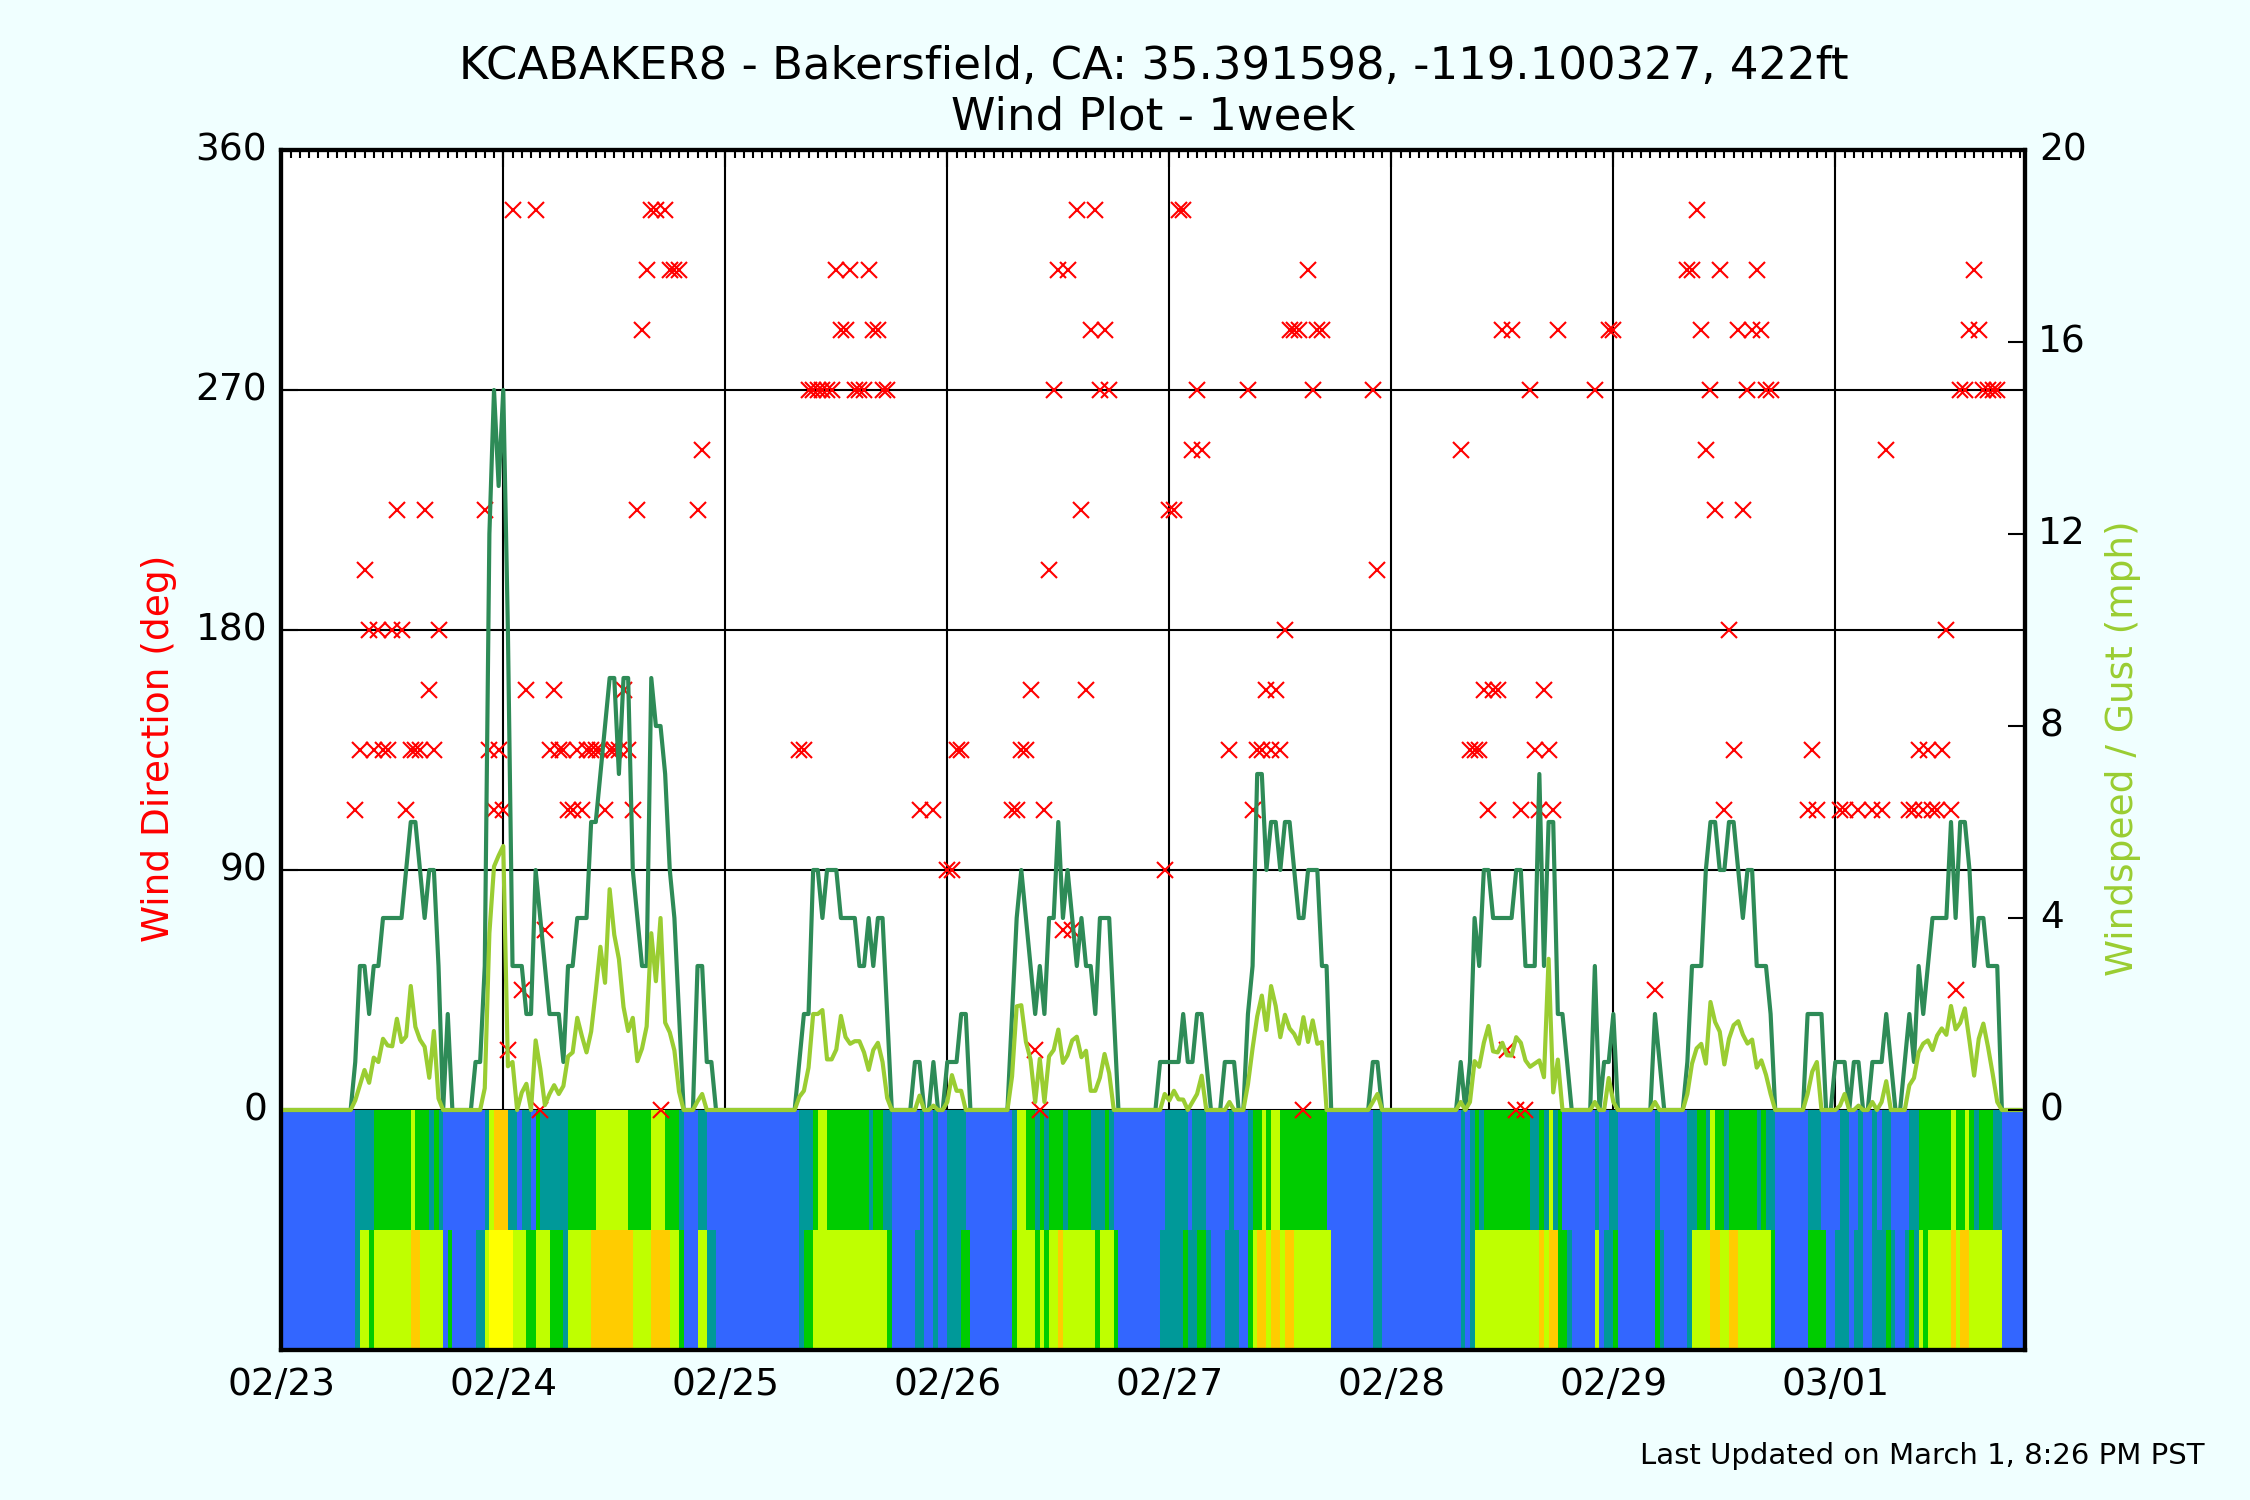 KCABAKER8 - Bakersfield, CA: 35.391598, -119.100327, 422ft
Wind Plot - 1week
360
270
180
90
0
Wind Direction (deg)
20
16
12
8
4
0
Windspeed / Gust (mph)
02/23 02/24 02/25 02/26 02/27 02/28 02/29 03/01
Last Updated on March 1, 8:26 PM PST